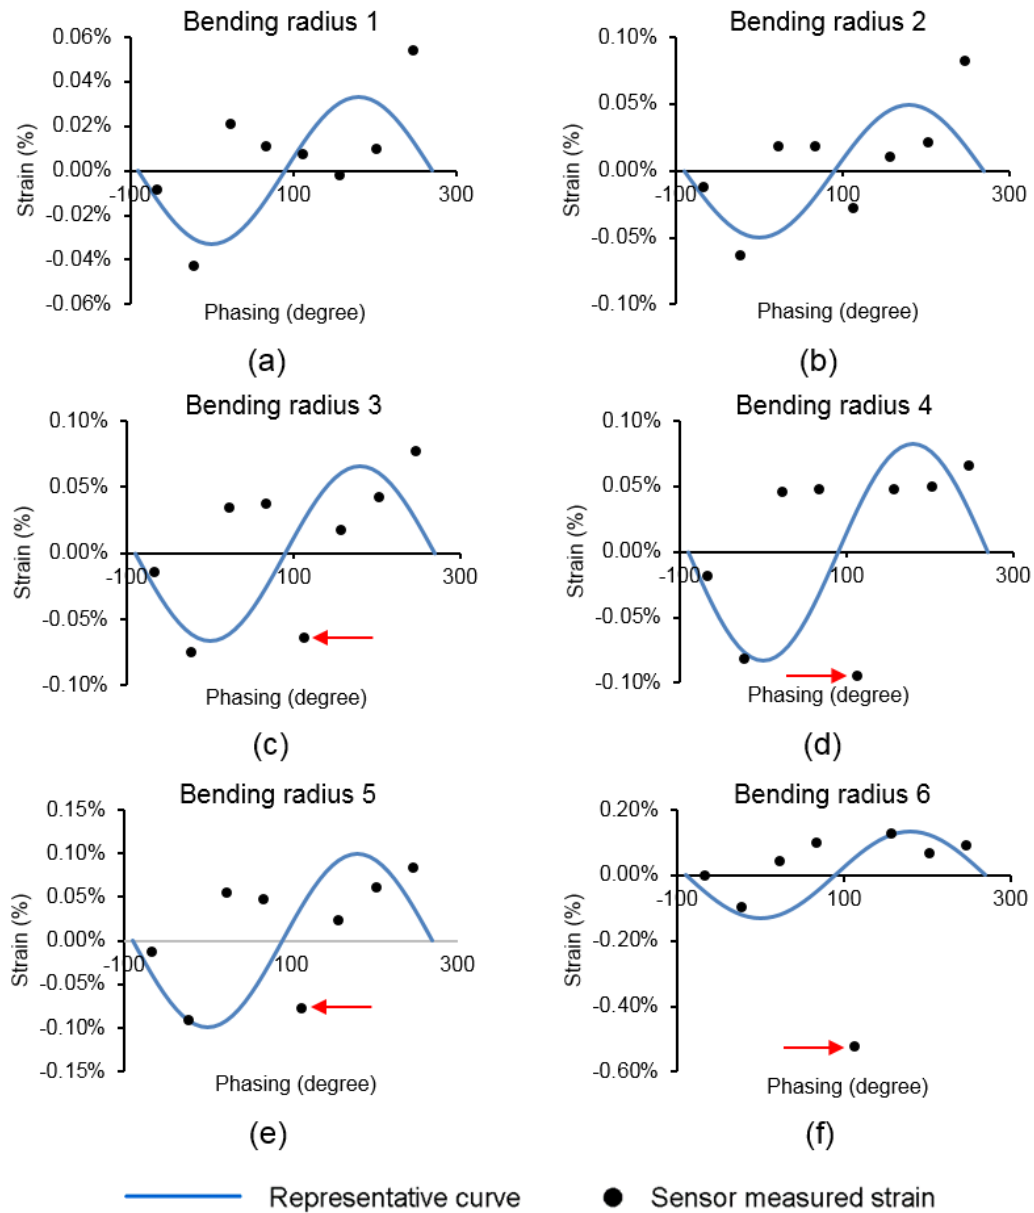 Bending radius 1
0.06%
0.04%
0.02%
0.00%
-0.02%
-0.04%
-0.06%
-100
100
300
Strain (%)
Phasing (degree)
(a)
Bending radius 2
0.10%
0.05%
0.00%
-0.05%
-0.10%
-100
100
300
Strain (%)
Phasing (degree)
(b)
Bending radius 3
0.10%
0.05%
0.00%
-0.05%
-0.10%
-100
100
300
Strain (%)
Phasing (degree)
(c)
Bending radius 4
0.10%
0.05%
0.00%
-0.05%
-0.10%
-100
100
300
Strain (%)
Phasing (degree)
(d)
Bending radius 5
0.15%
0.10%
0.05%
0.00%
-0.05%
-0.10%
-0.15%
-100
100
300
Strain (%)
Phasing (degree)
(e)
Bending radius 6
0.20%
0.00%
-0.20%
-0.40%
-0.60%
-100
100
300
Strain (%)
Phasing (degree)
(f)
Representative curve
Sensor measured strain